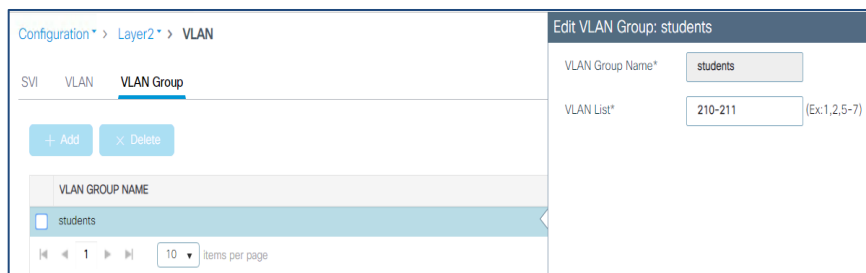 Configuration > Layer2 > VLAN
SVI VLAN VLAN Group
+ Add × Delete
VLAN GROUP NAME
students
1 10 items per page
Edit VLAN Group: students
VLAN Group Name* students
VLAN List* 210-211 (Ex:1,2,5-7)